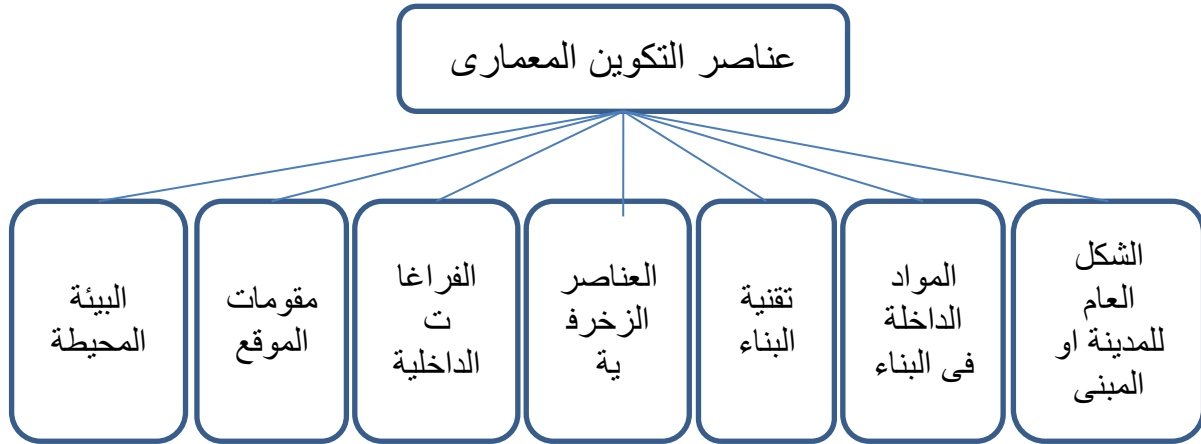 عناصر التكوين المعمارى
الشكل
العام
للمدينة او
المبنى
المواد
الداخلة
فى البناء
تقنية
البناء
العناصر
الزخرف
ية
الفراغا
ت
الداخلية
مقومات
الموقع
البيئة
المحيطة